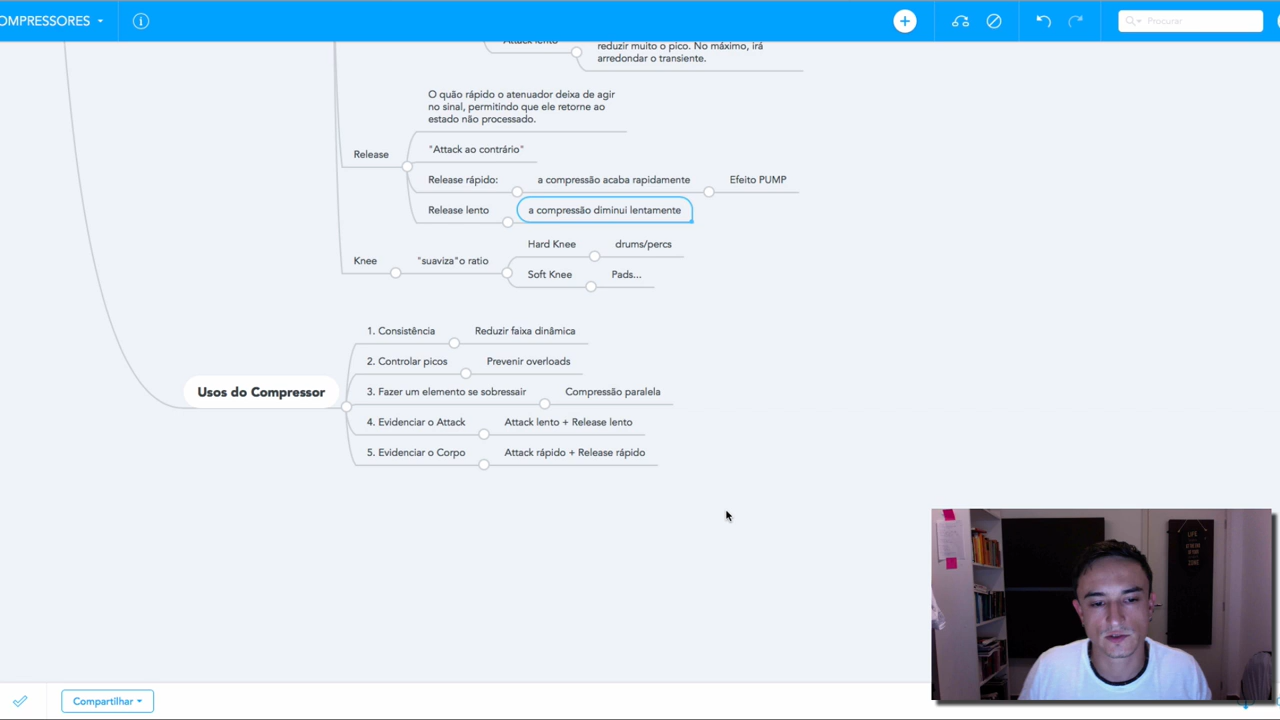 OMPRESSORES
Procurar
Attack lento
reduzir muito o pico. No máximo, irá
arredondar o transiente.
O quão rápido o atenuador deixa de agir
no sinal, permitindo que ele retorne ao
estado não processado.
Release
"Attack ao contrário"
Release rápido:
a compressão acaba rapidamente
Efeito PUMP
Release lento
a compressão diminui lentamente
Knee
"suaviza"o ratio
Hard Knee
drums/percs
Soft Knee
Pads...
Usos do Compressor
1. Consistência
Reduzir faixa dinâmica
2. Controlar picos
Prevenir overloads
3. Fazer um elemento se sobressair
Compressão paralela
4. Evidenciar o Attack
Attack lento + Release lento
5. Evidenciar o Corpo
Attack rápido + Release rápido
LIFE
Compartilhar